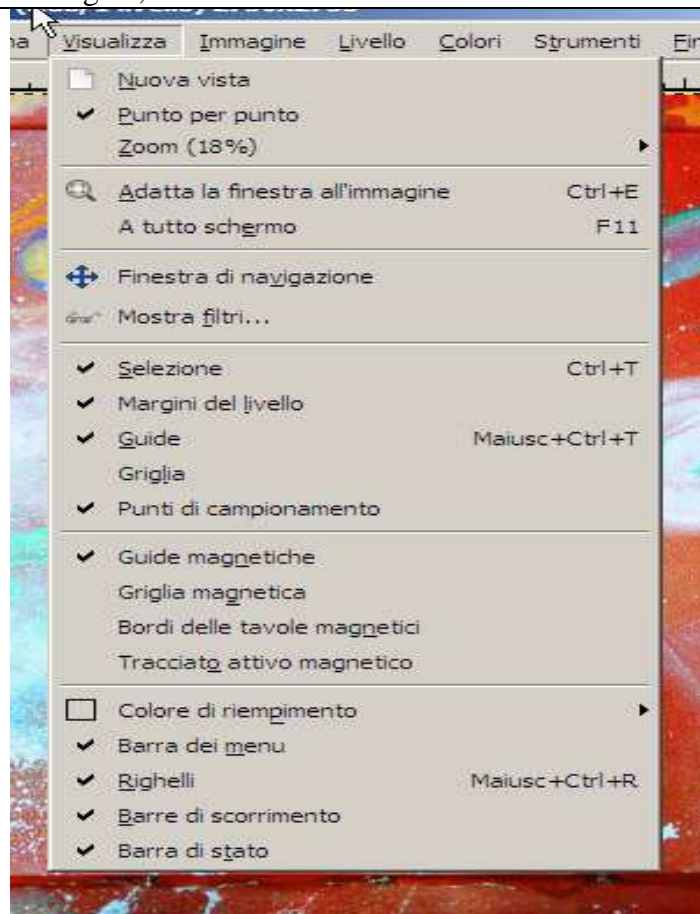 Visualizza Immagine Livello Colori Strumenti
Nuova vista
Punto per punto
Zoom (18%)
Adatta la finestra all'immagine Ctrl+E
A tutto schermo F11
Finestra di navigazione
Mostra filtri...
Selezione Ctrl+T
Margini del livello
Guide Maiusc+Ctrl+T
Griglia
Punti di campionamento
Guide magnetiche
Griglia magnetica
Bordi delle tavole magnetici
Tracciato attivo magnetico
Colore di riempimento
Barra dei menu
Righelli Maiusc+Ctrl+R
Barre di scorrimento
Barra di stato